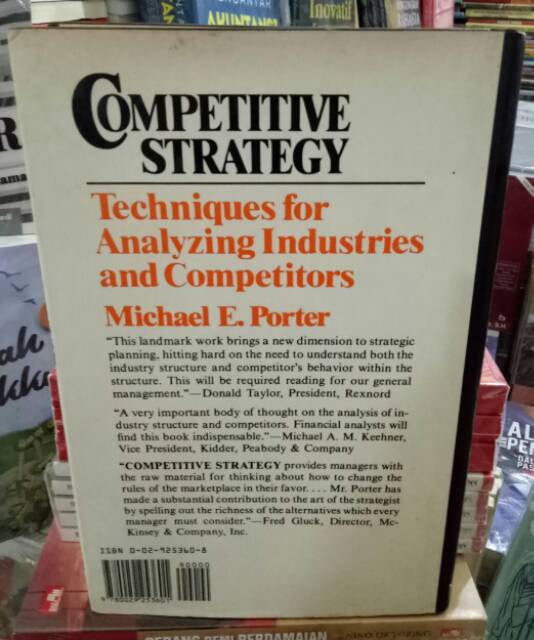 AKUNTANSI
Inovatif
COMPETITIVE
STRATEGY
Techniques for
Analyzing Industries
and Competitors
Michael E. Porter
“This landmark work brings a new dimension to strategic
planning, hitting hard on the need to understand both the
industry structure and competitor's behavior within the
structure. This will be required reading for our general
management.”—Donald Taylor, President, Rexnord
“A very important body of thought on the analysis of in-
dustry structure and competitors. Financial analysts will
find this book indispensable.”—Michael A. M. Keehner,
Vice President, Kidder, Peabody & Company
“COMPETITIVE STRATEGY provides managers with
the raw material for thinking about how to change the
rules of the marketplace in their favor. . . . Mr. Porter has
made a substantial contribution to the art of the strategist
by spelling out the richness of the alternatives which every
manager must consider.”—Fred Gluck, Director, Mc-
Kinsey & Company, Inc.
ISBN 0-02-925360-8
90000
9 780029 253601